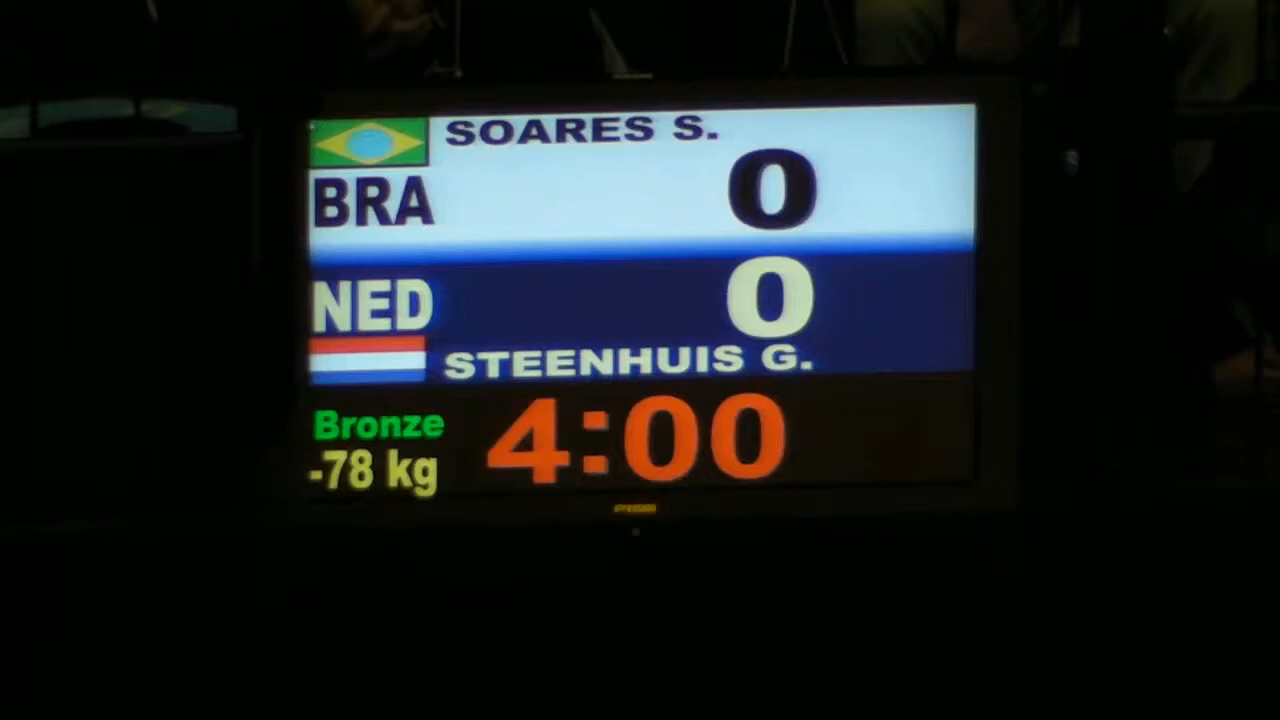 SOARES S.
BRA 0
NED 0
STEENHUIS G.
Bronze 4:00
-78 kg